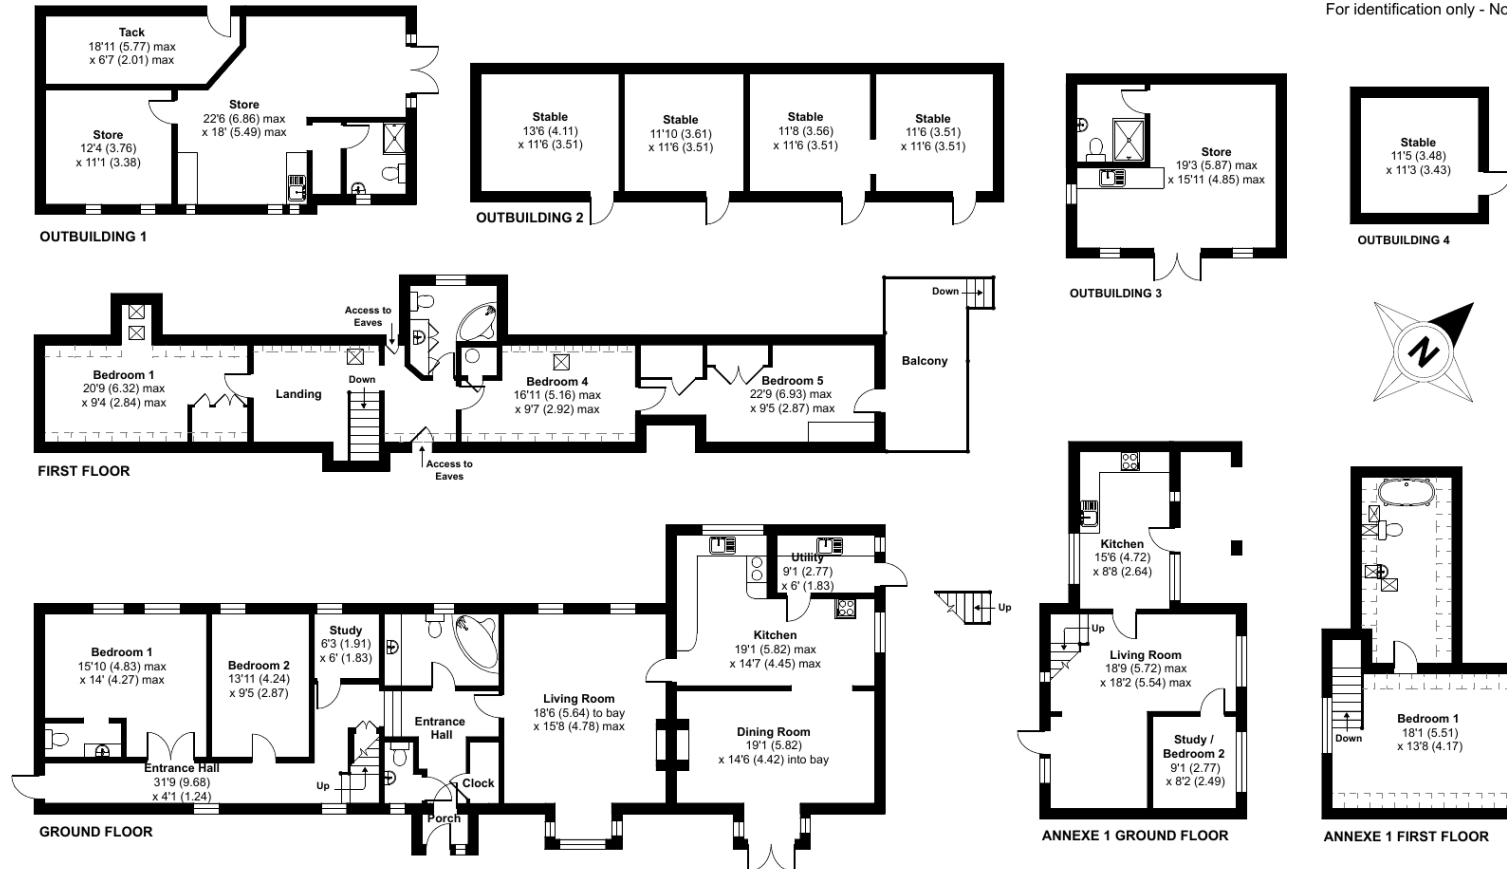 For identification only - No
Tack
18'11 (5.77) max
x 6'7 (2.01) max
Store
22'6 (6.86) max
x 18' (5.49) max
Store
12'4 (3.76)
x 11'1 (3.38)
OUTBUILDING 1
Stable
13'6 (4.11)
x 11'6 (3.51)
Stable
11'10 (3.61)
x 11'6 (3.51)
Stable
11'8 (3.56)
x 11'6 (3.51)
Stable
11'6 (3.51)
x 11'6 (3.51)
OUTBUILDING 2
Store
19'3 (5.87) max
x 15'11 (4.85) max
OUTBUILDING 3
Stable
11'5 (3.48)
x 11'3 (3.43)
OUTBUILDING 4
Access to
Eaves
Bedroom 1
20'9 (6.32) max
x 9'4 (2.84) max
Landing
Down
Bedroom 4
16'11 (5.16) max
x 9'7 (2.92) max
Bedroom 5
22'9 (6.93) max
x 9'5 (2.87) max
Down
Balcony
Access to
Eaves
FIRST FLOOR
N
Bedroom 1
15'10 (4.83) max
x 14' (4.27) max
Bedroom 2
13'11 (4.24)
x 9'5 (2.87)
Study
6'3 (1.91)
x 6' (1.83)
Entrance
Hall
Living Room
18'6 (5.64) to bay
x 15'8 (4.78) max
Utility
9'1 (2.77)
x 6' (1.83)
Kitchen
19'1 (5.82) max
x 14'7 (4.45) max
Dining Room
19'1 (5.82)
x 14'6 (4.42) into bay
Entrance Hall
31'9 (9.68)
x 4'1 (1.24)
Up
Clock
Porch
GROUND FLOOR
Up
Kitchen
15'6 (4.72)
x 8'8 (2.64)
Up
Living Room
18'9 (5.72) max
x 18'2 (5.54) max
Study /
Bedroom 2
9'1 (2.77)
x 8'2 (2.49)
ANNEXE 1 GROUND FLOOR
Down
Bedroom 1
18'1 (5.51)
x 13'8 (4.17)
ANNEXE 1 FIRST FLOOR